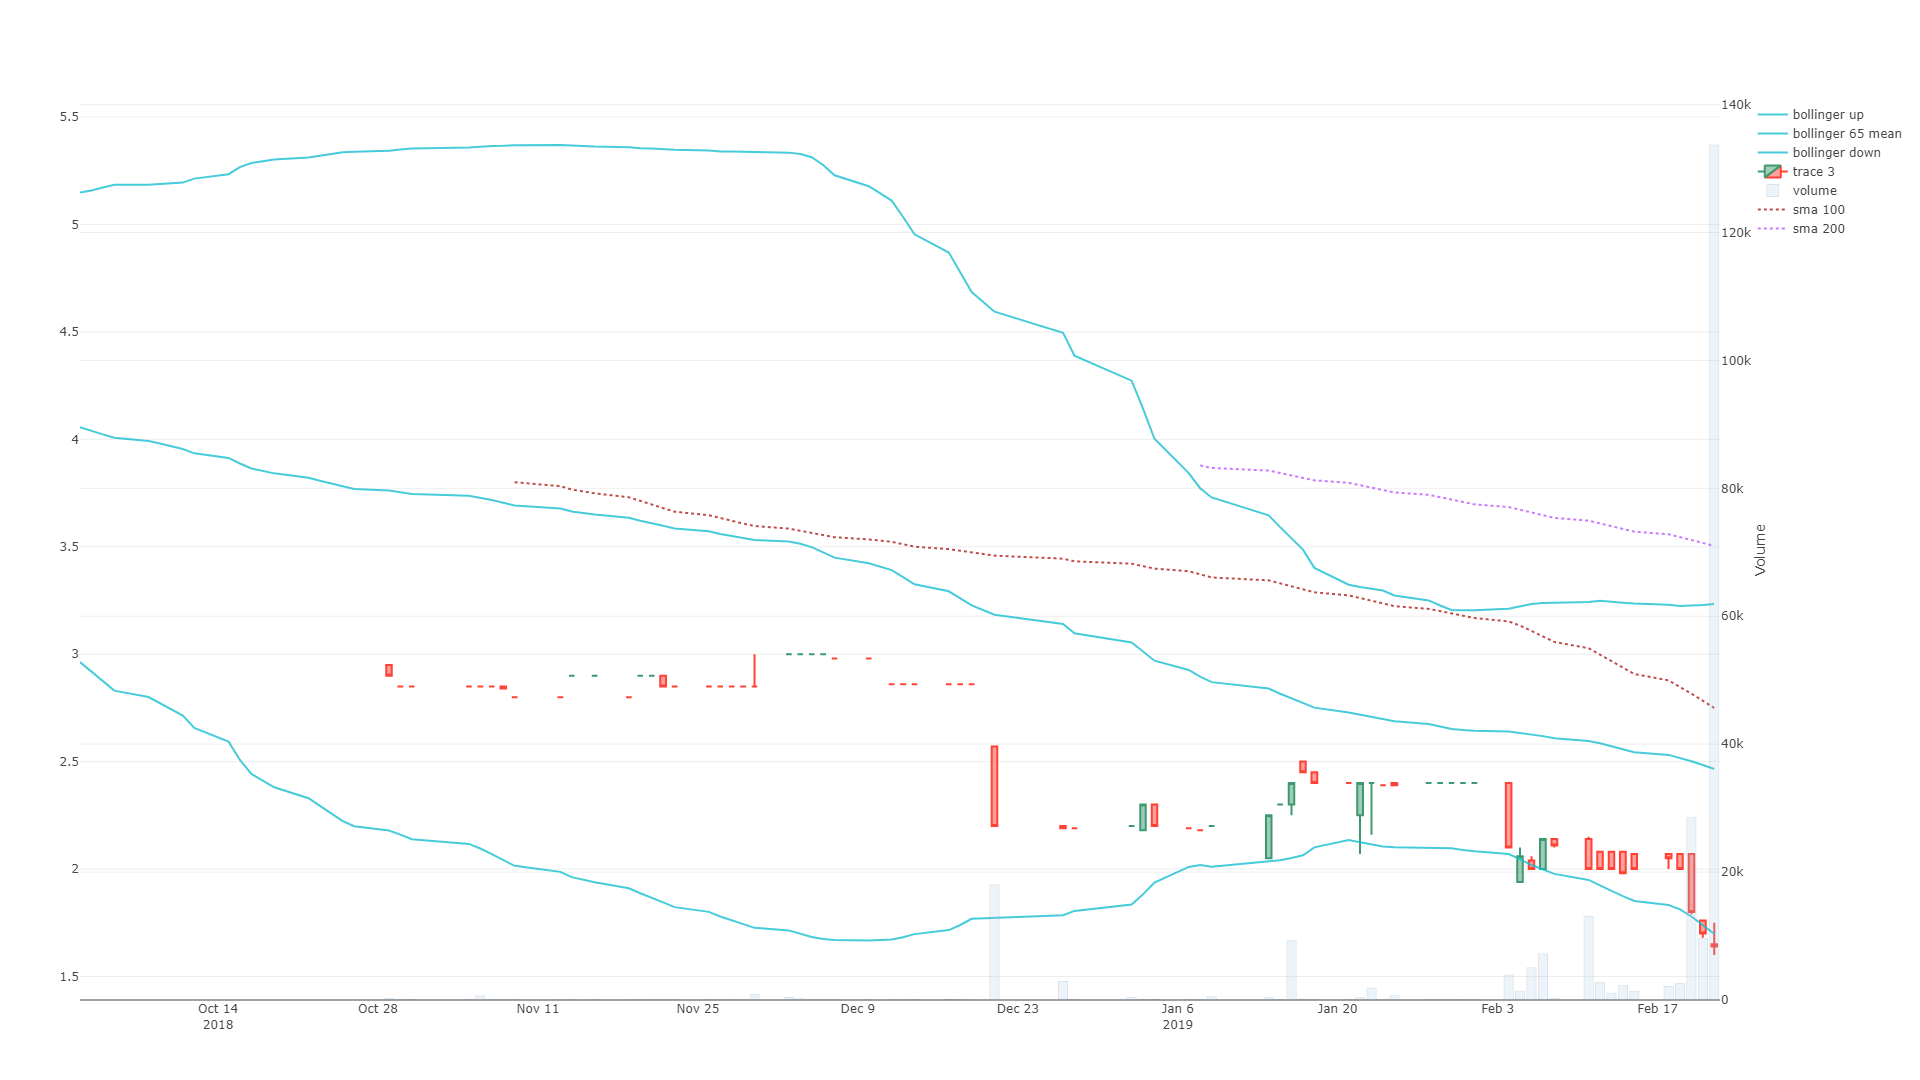 5.5
5
4.5
4
3.5
3
2.5
2
1.5
140k
120k
100k
80k
60k
40k
20k
0
Volume
Oct 14
2018
Oct 28
Nov 11
Nov 25
Dec 9
Dec 23
Jan 6
2019
Jan 20
Feb 3
Feb 17
bollinger up
bollinger 65 mean
bollinger down
trace 3
volume
sma 100
sma 200